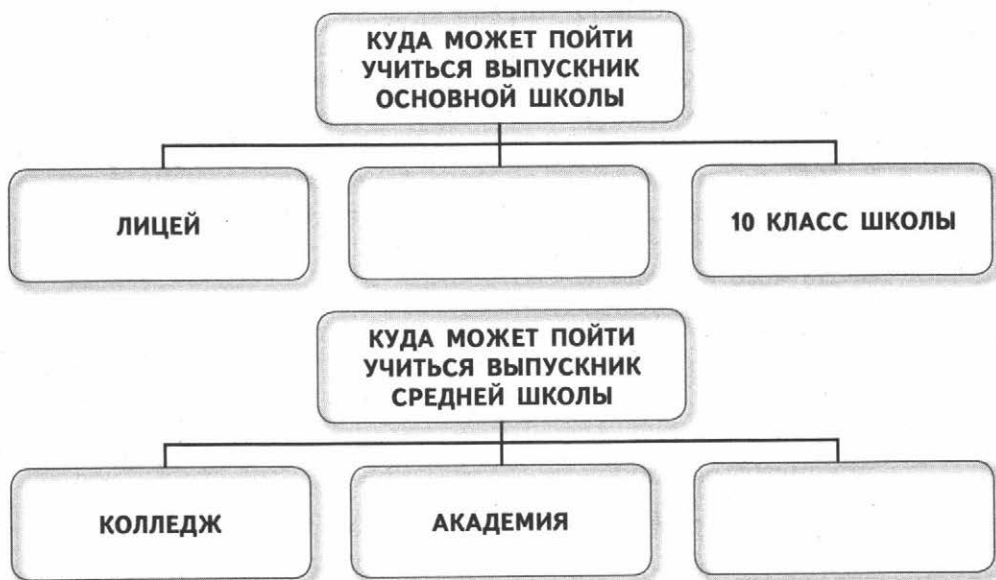 КУДА МОЖЕТ ПОЙТИ
УЧИТЬСЯ ВЫПУСКНИК
ОСНОВНОЙ ШКОЛЫ
ЛИЦЕЙ
10 КЛАСС ШКОЛЫ
КУДА МОЖЕТ ПОЙТИ
УЧИТЬСЯ ВЫПУСКНИК
СРЕДНЕЙ ШКОЛЫ
КОЛЛЕДЖ
АКАДЕМИЯ